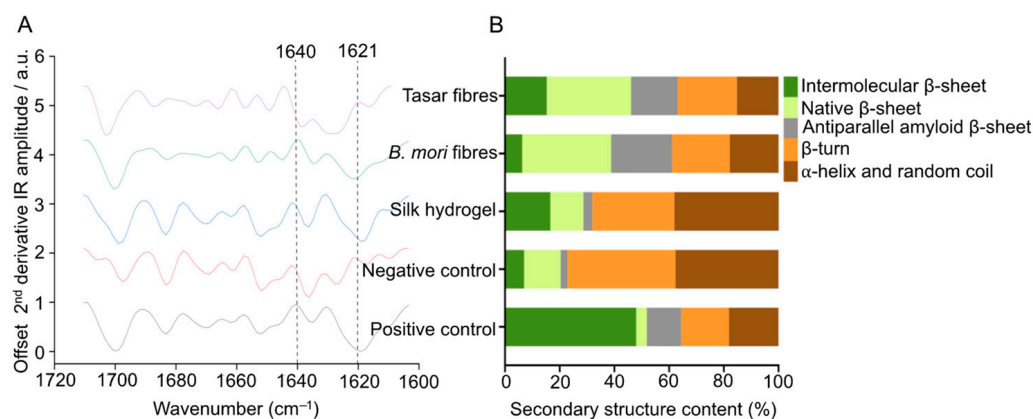 A
B
1640
1621
6
5
4
3
2
1
0
Offset 2nd derivative IR amplitude / a.u.
1720
1700
1680
1660
1640
1620
1600
Wavenumber (cm⁻¹)
Tasar fibres
B. mori fibres
Silk hydrogel
Negative control
Positive control
0
20
40
60
80
100
Secondary structure content (%)
Intermolecular β-sheet
Native β-sheet
Antiparallel amyloid β-sheet
β-turn
α-helix and random coil